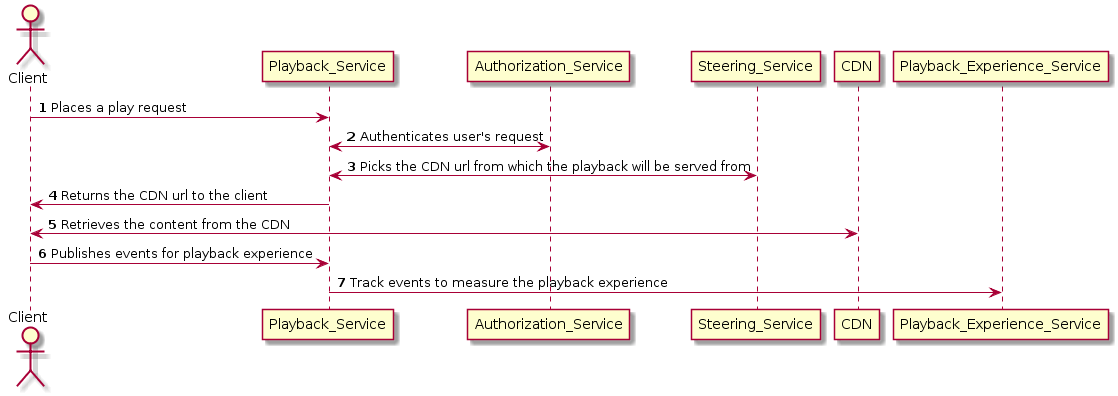 Client
Playback_Service
Authorization_Service
Steering_Service
CDN
Playback_Experience_Service
1 Places a play request
2 Authenticates user's request
3 Picks the CDN url from which the playback will be served from
4 Returns the CDN url to the client
5 Retrieves the content from the CDN
6 Publishes events for playback experience
7 Track events to measure the playback experience
Client
Playback_Service
Authorization_Service
Steering_Service
CDN
Playback_Experience_Service